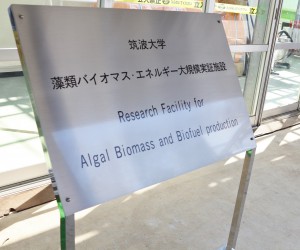 筑波大学
藻類バイオマス・エネルギー大規模実証施設
Research Facility for
Algal Biomass and Biofuel production